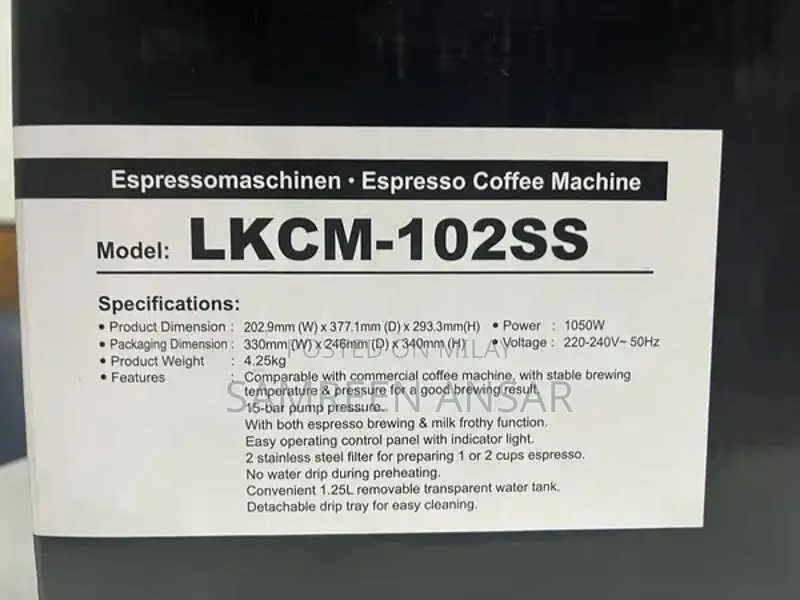 Espressomaschinen • Espresso Coffee Machine
Model: LKCM-102SS
Specifications:
• Product Dimension : 202.9mm (W) x 377.1mm (D) x 293.3mm(H) • Power : 1050W
• Packaging Dimension : 330mm (W) x 246mm (D) x 340mm (H) • Voltage : 220-240V~ 50Hz
POSTED ON MILAY
• Product Weight : 4.25kg
• Features : Comparable with commercial coffee machine, with stable brewing
temperature & pressure for a good brewing result.
SAMREEN ANSAR
15-bar pump pressure.
With both espresso brewing & milk frothy function.
Easy operating control panel with indicator light.
2 stainless steel filter for preparing 1 or 2 cups espresso.
No water drip during preheating.
Convenient 1.25L removable transparent water tank.
Detachable drip tray for easy cleaning.